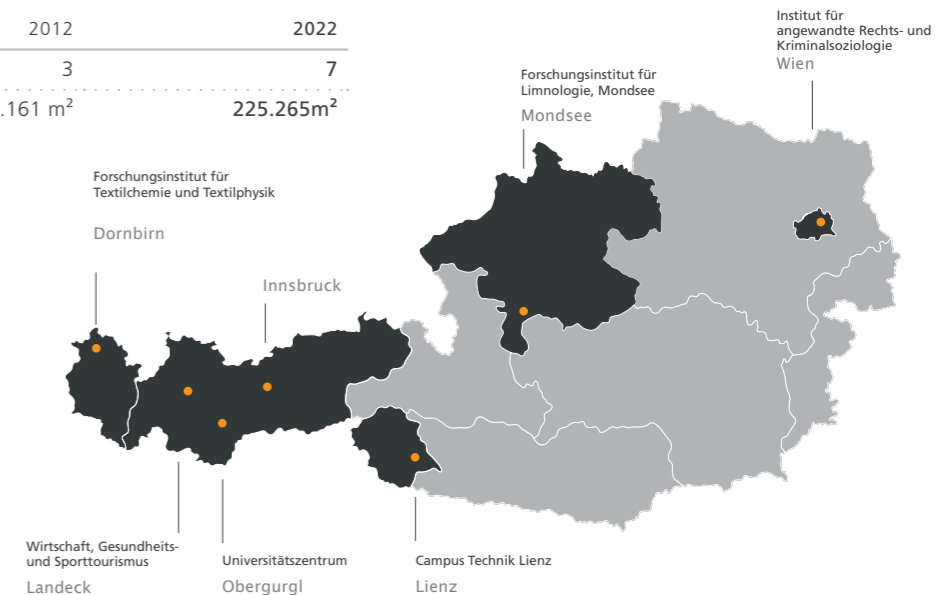 2012 2022
3 7
.161 m² 225.265m²
Institut für
angewandte Rechts- und
Kriminalsoziologie
Wien
Forschungsinstitut für
Limnologie, Mondsee
Mondsee
Forschungsinstitut für
Textilchemie und Textilphysik
Dornbirn
Innsbruck
Wirtschaft, Gesundheits-
und Sporttourismus
Landeck
Universitätszentrum
Obergurgl
Campus Technik Lienz
Lienz